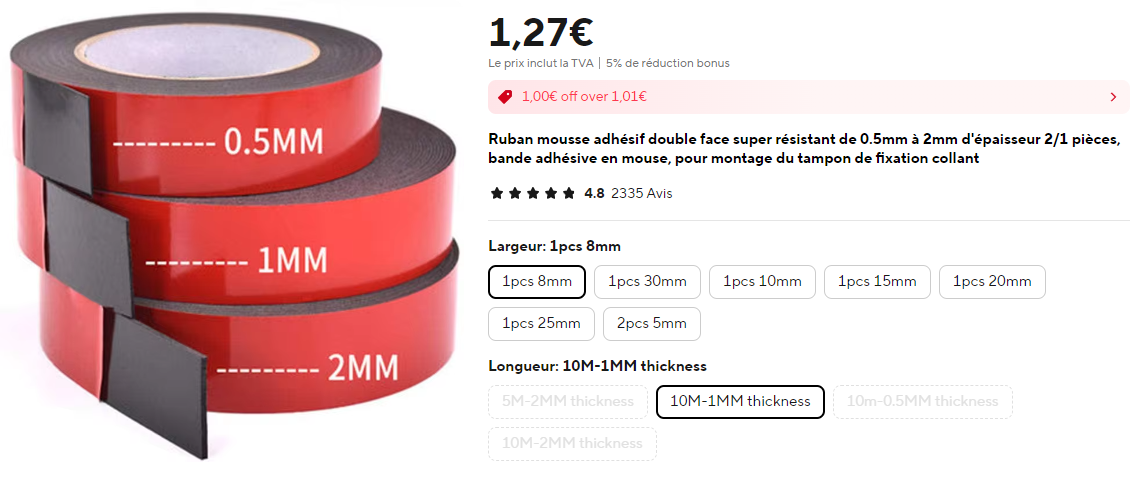 0.5MM
1MM
2MM
1,27€
Le prix inclut la TVA | 5% de réduction bonus
1,00€ off over 1,01€
Ruban mousse adhésif double face super résistant de 0.5mm à 2mm d'épaisseur 2/1 pièces,
bande adhésive en mouse, pour montage du tampon de fixation collant
4.8 2335 Avis
Largeur: 1pcs 8mm
1pcs 8mm 1pcs 30mm 1pcs 10mm 1pcs 15mm 1pcs 20mm
1pcs 25mm 2pcs 5mm
Longueur: 10M-1MM thickness
5M-2MM thickness 10M-1MM thickness 10m-0.5MM thickness
10M-2MM thickness